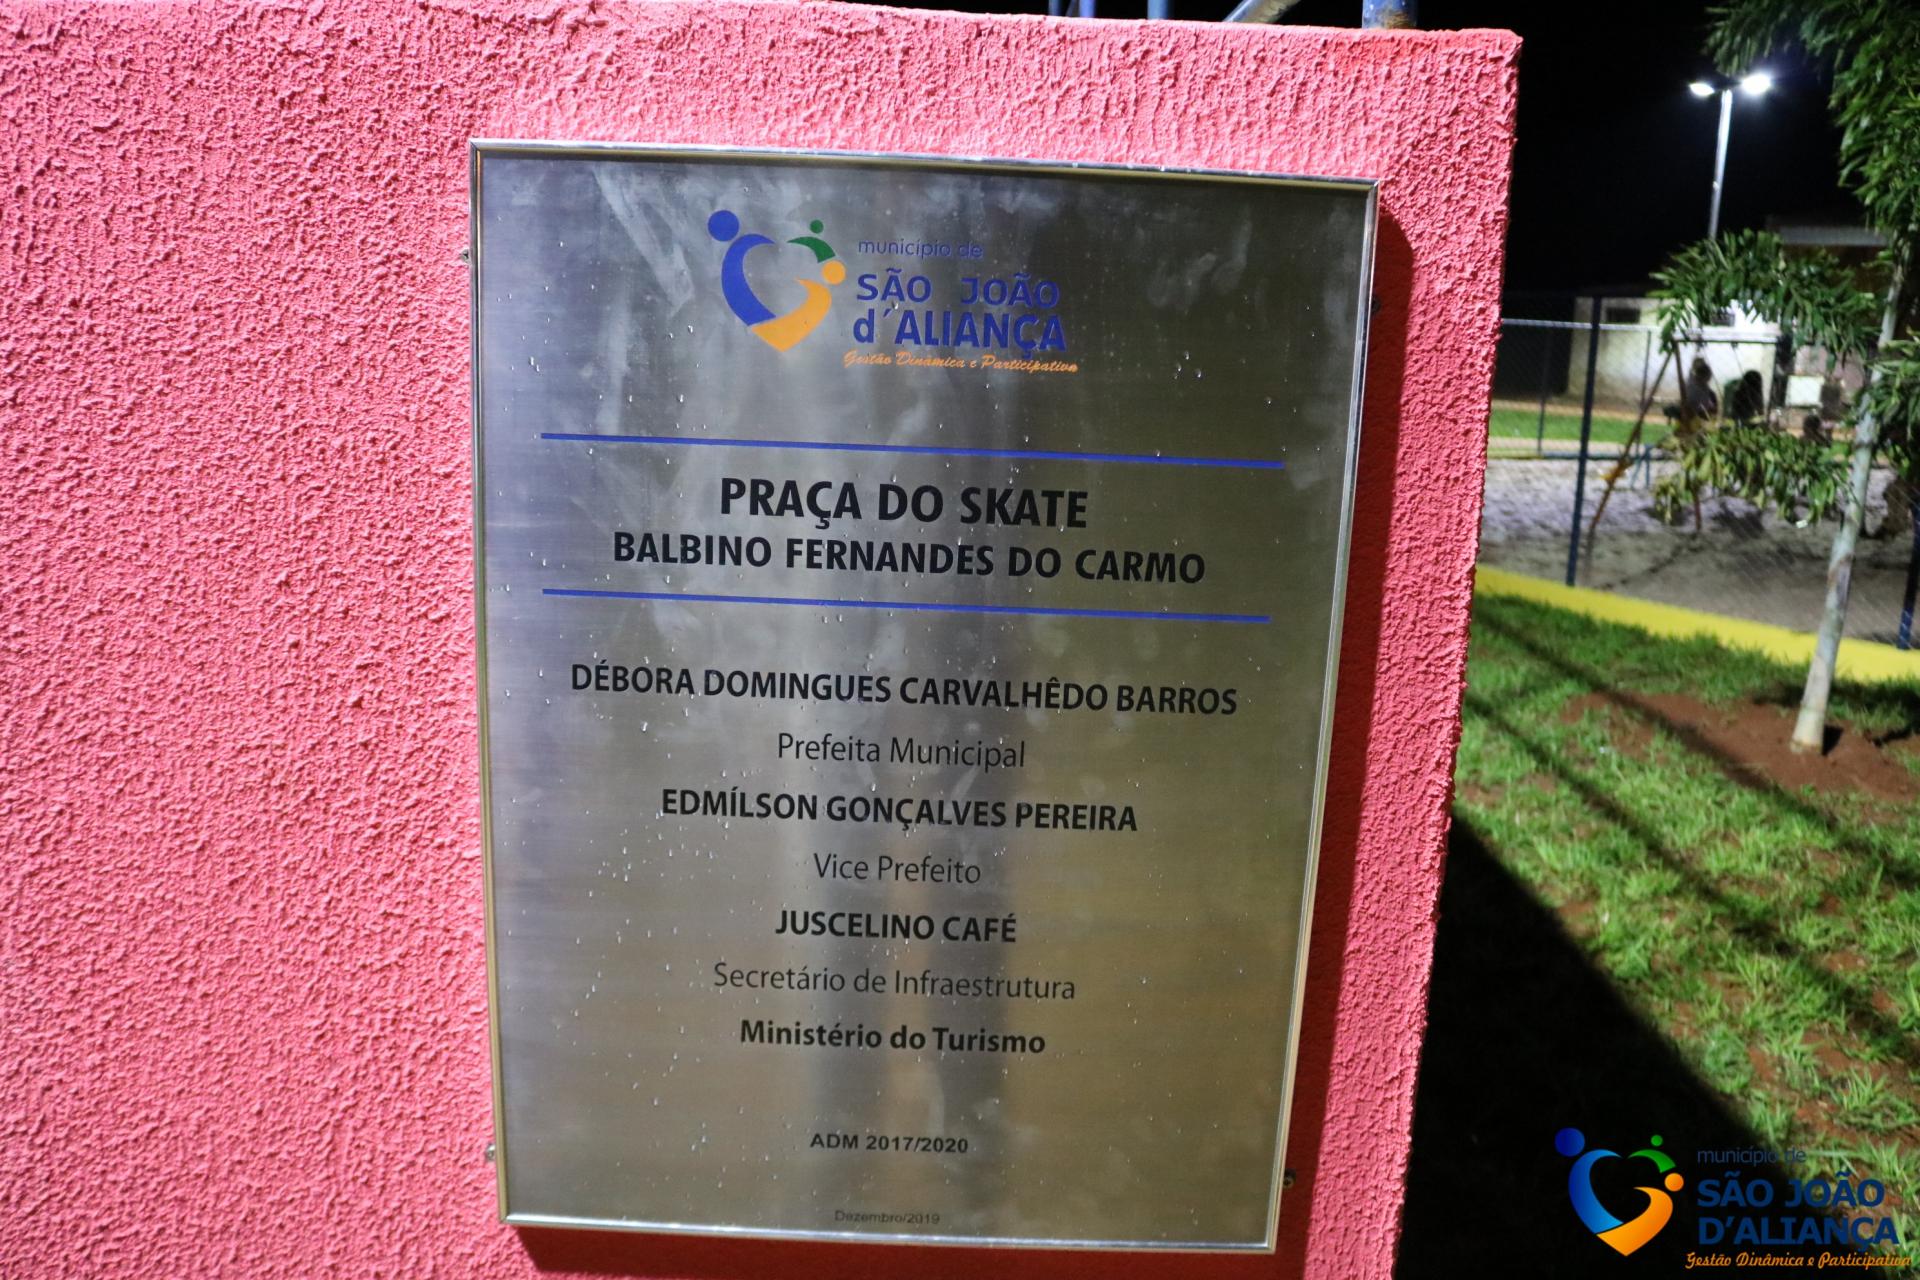 município de
SÃO JOÃO
d´ALIANÇA
Gestão Dinâmica e Participativa
PRAÇA DO SKATE
BALBINO FERNANDES DO CARMO
DÉBORA DOMINGUES CARVALHÊDO BARROS
Prefeita Municipal
EDMÍLSON GONÇALVES PEREIRA
Vice Prefeito
JUSCELINO CAFÉ
Secretário de Infraestrutura
Ministério do Turismo
ADM 2017/2020
Dezembro/2019
município de
SÃO JOÃO
D'ALIANÇA
Gestão Dinâmica e Participativa